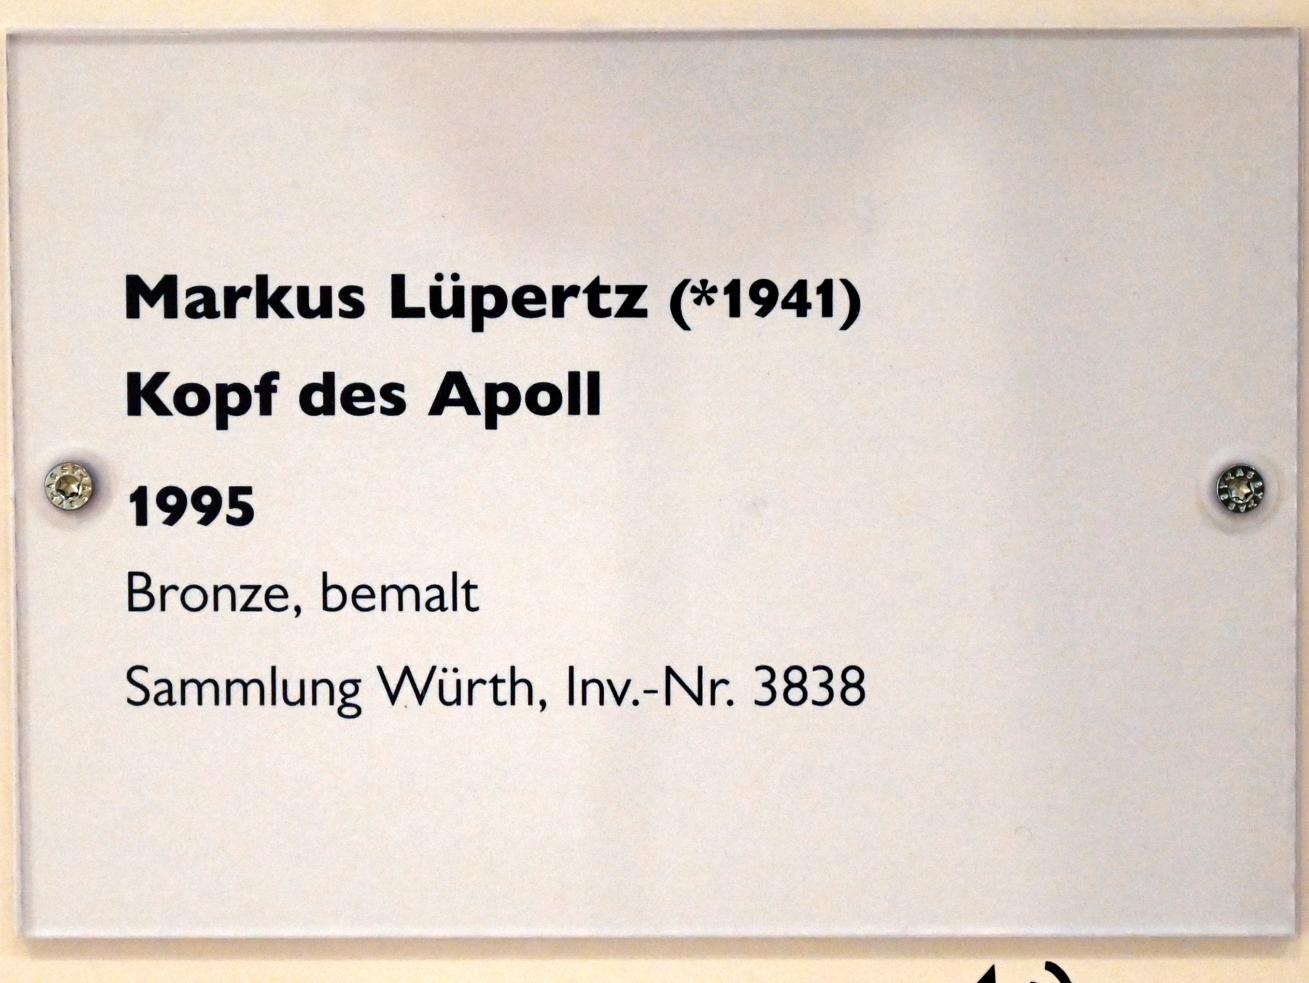 Markus Lüpertz (*1941)
Kopf des Apoll
1995
Bronze, bemalt
Sammlung Würth, Inv.-Nr. 3838